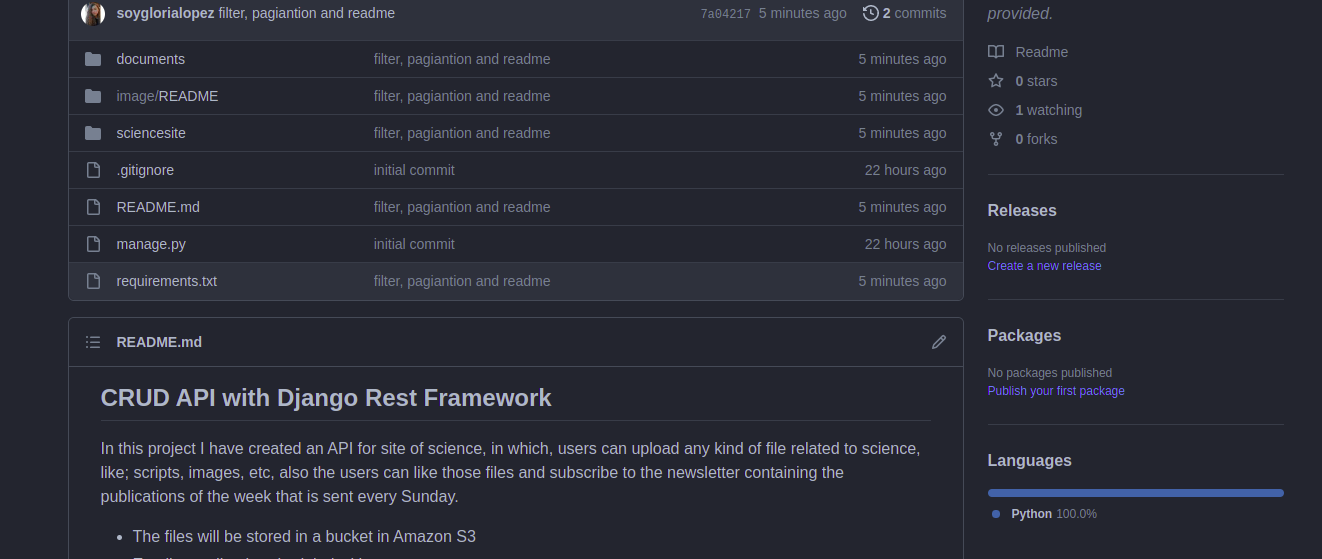 soyglorialopez filter, pagiantion and readme 7a04217 5 minutes ago 2 commits
documents filter, pagiantion and readme 5 minutes ago
image/README filter, pagiantion and readme 5 minutes ago
sciencesite filter, pagiantion and readme 5 minutes ago
.gitignore initial commit 22 hours ago
README.md filter, pagiantion and readme 5 minutes ago
manage.py initial commit 22 hours ago
requirements.txt filter, pagiantion and readme 5 minutes ago
README.md
CRUD API with Django Rest Framework
In this project I have created an API for site of science, in which, users can upload any kind of file related to science,
like; scripts, images, etc, also the users can like those files and subscribe to the newsletter containing the
publications of the week that is sent every Sunday.
The files will be stored in a bucket in Amazon S3
provided.
Readme
0 stars
1 watching
0 forks
Releases
No releases published
Create a new release
Packages
No packages published
Publish your first package
Languages
Python 100.0%